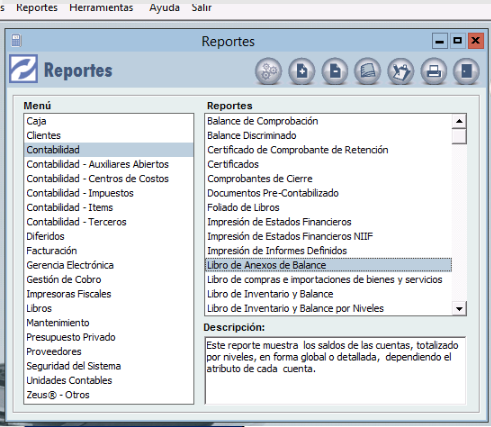 s Reportes Herramientas Ayuda Salir
Reportes
Reportes
Menú
Caja
Clientes
Contabilidad
Contabilidad - Auxiliares Abiertos
Contabilidad - Centros de Costos
Contabilidad - Impuestos
Contabilidad - Items
Contabilidad - Terceros
Diferidos
Facturación
Gerencia Electrónica
Gestión de Cobro
Impresoras Fiscales
Libros
Mantenimiento
Presupuesto Privado
Proveedores
Seguridad del Sistema
Unidades Contables
Zeus® - Otros
Reportes
Balance de Comprobación
Balance Discriminado
Certificado de Comprobante de Retención
Certificados
Comprobantes de Cierre
Documentos Pre-Contabilizado
Foliado de Libros
Impresión de Estados Financieros
Impresión de Estados Financieros NIIF
Impresión de Informes Definidos
Libro de Anexos de Balance
Libro de compras e importaciones de bienes y servicios
Libro de Inventario y Balance
Libro de Inventario y Balance por Niveles
Descripción:
Este reporte muestra los saldos de las cuentas, totalizado
por niveles, en forma global o detallada, dependiendo el
atributo de cada cuenta.